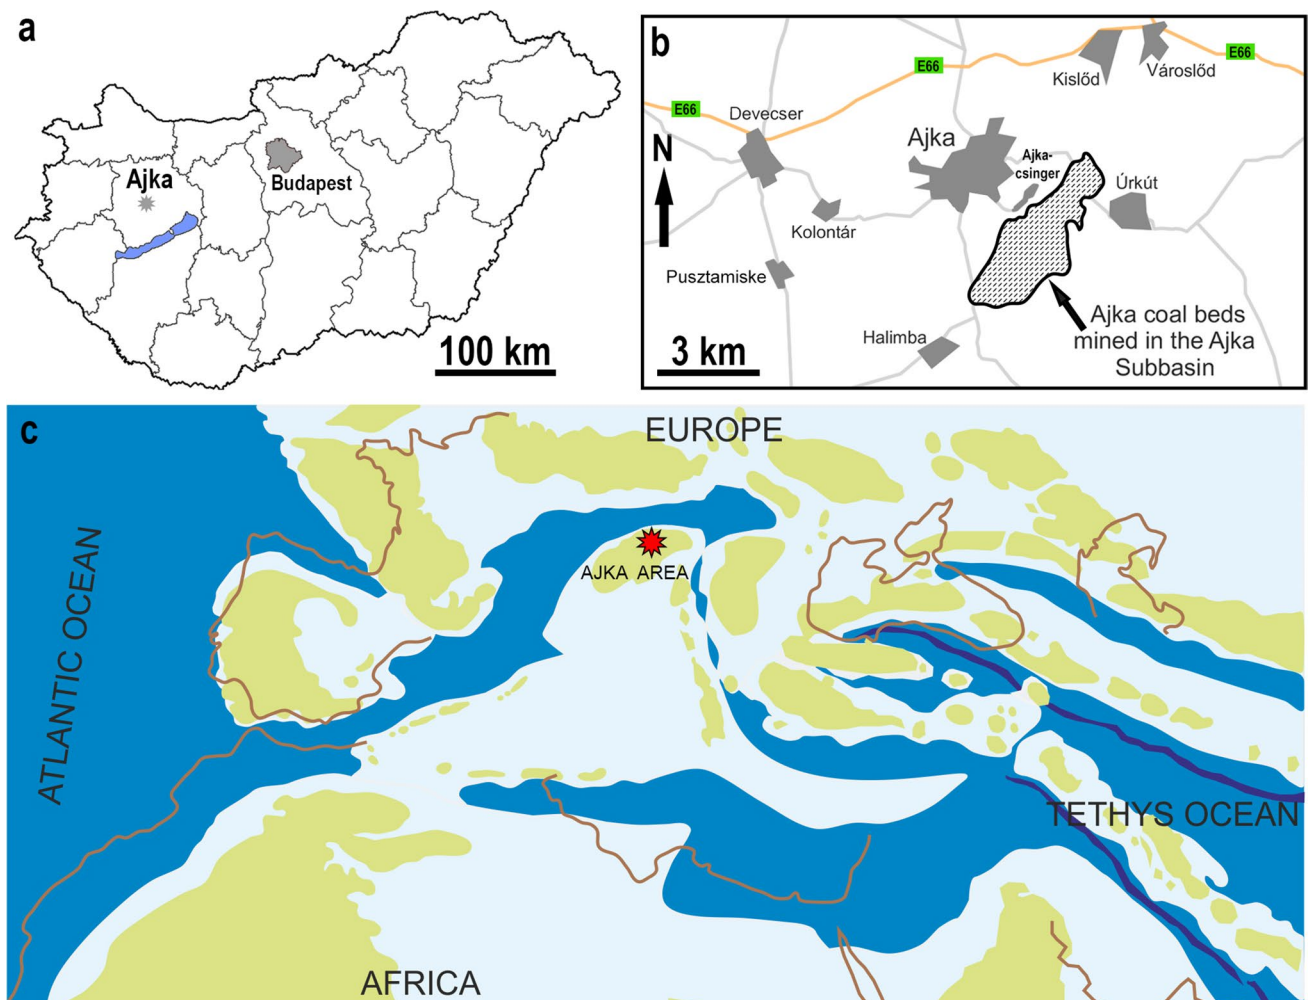 a
Ajka
Budapest
100 km
b
E66
E66
E66
Kislőd
Városlőd
Devecser
N
Ajka
Ajka-
csinger
Úrkút
Kolontár
Pusztamiske
Halimba
3 km
Ajka coal beds
mined in the Ajka
Subbasin
c
EUROPE
ATLANTIC OCEAN
AJKA AREA
TETHYS OCEAN
AFRICA